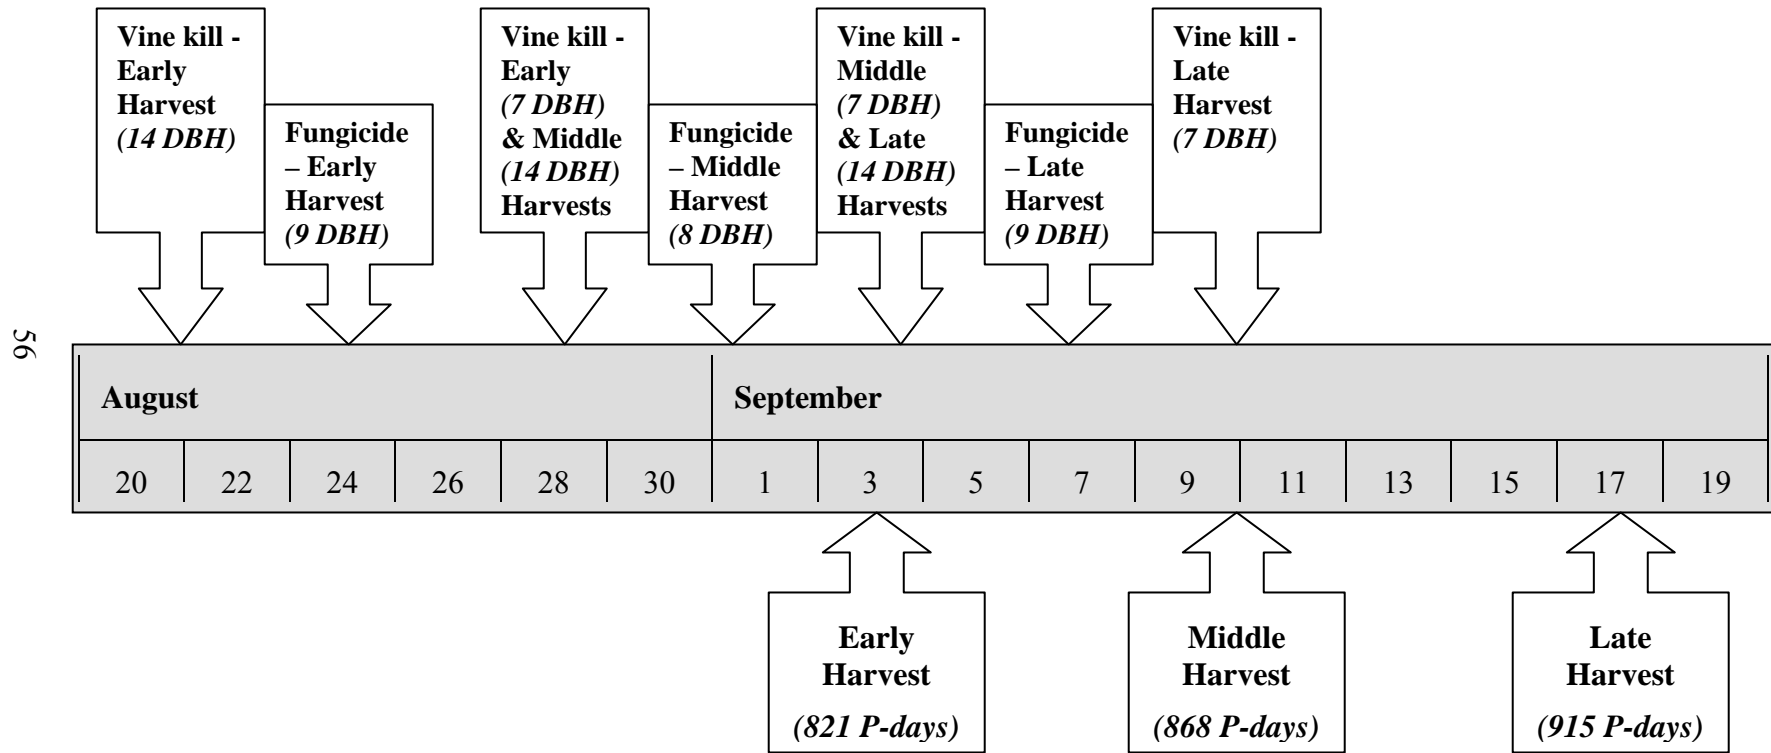 Vine kill -
Early
Harvest
(14 DBH)
Fungicide
– Early
Harvest
(9 DBH)
Vine kill -
Early
(7 DBH)
& Middle
(14 DBH)
Harvests
Fungicide
– Middle
Harvest
(8 DBH)
Vine kill -
Middle
(7 DBH)
& Late
(14 DBH)
Harvests
Fungicide
– Late
Harvest
(9 DBH)
Vine kill -
Late
Harvest
(7 DBH)
56
August September
20 22 24 26 28 30 1 3 5 7 9 11 13 15 17 19
Early
Harvest
(821 P-days)
Middle
Harvest
(868 P-days)
Late
Harvest
(915 P-days)